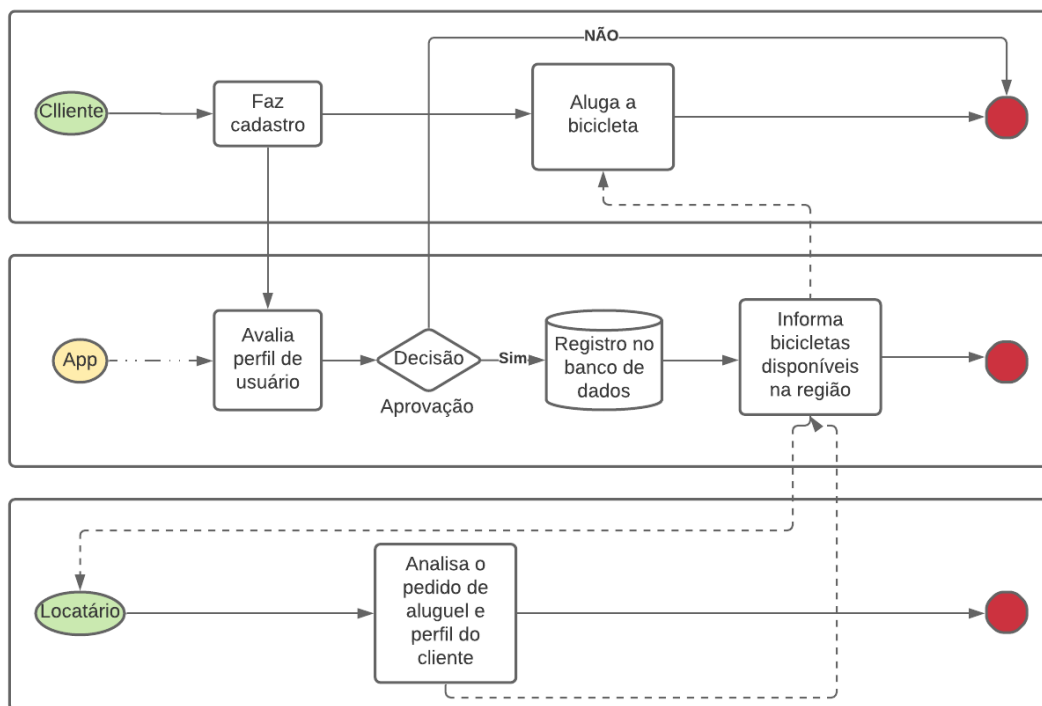 NÃO
Clliente
Faz
cadastro
Aluga a
bicicleta
App
Avalia
perfil de
usuário
Decisão
Aprovação
Sim
Registro no
banco de
dados
Informa
bicicletas
disponíveis
na região
Locatário
Analisa o
pedido de
aluguel e
perfil do
cliente